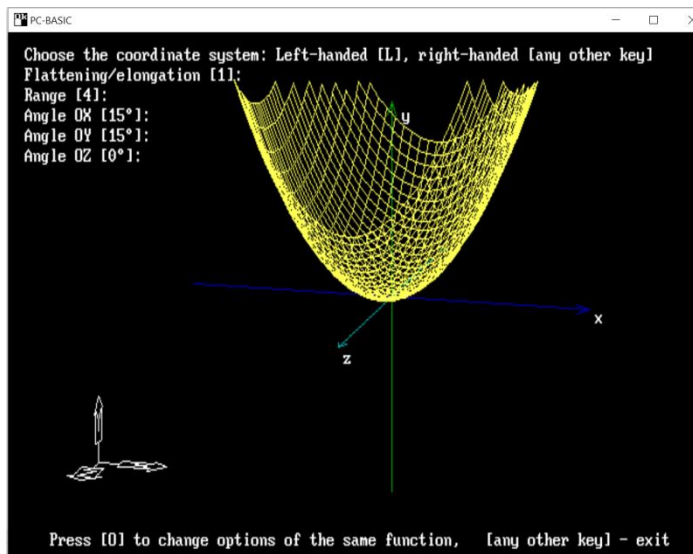 PC-BASIC
Choose the coordinate system: Left-handed [L], right-handed [any other key]
Flattening/elongation [1]:
Range [4]:
Angle OX [15°]:
Angle OY [15°]:
Angle OZ [0°]:
y
x
z
Press [O] to change options of the same function, [any other key] - exit